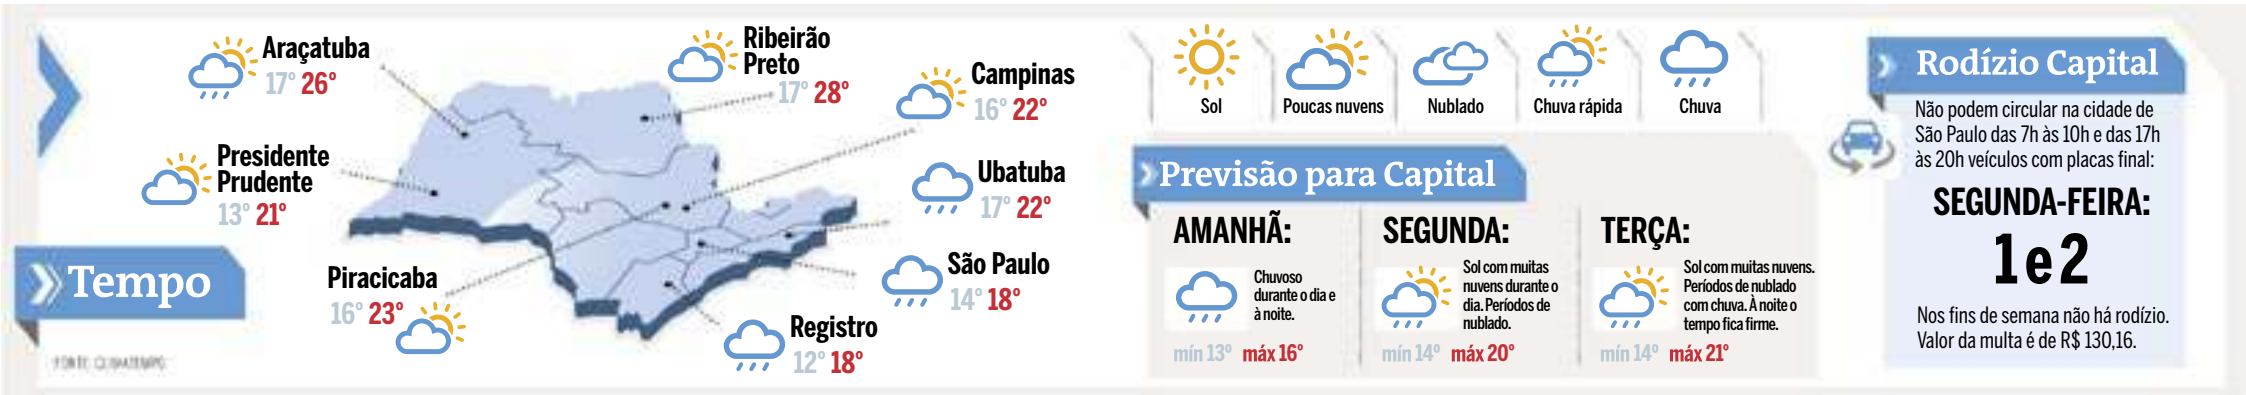 Tempo
FONTE: CLIMATEMPO
Araçatuba
17° 26°
Presidente
Prudente
13° 21°
Piracicaba
16° 23°
Ribeirão
Preto
17° 28°
Campinas
16° 22°
Ubatuba
17° 22°
São Paulo
14° 18°
Registro
12° 18°
Sol
Poucas nuvens
Nublado
Chuva rápida
Chuva
Previsão para Capital
AMANHÃ:
Chuvoso
durante o dia e
à noite.
mín 13° máx 16°
SEGUNDA:
Sol com muitas
nuvens durante o
dia. Períodos de
nublado.
mín 14° máx 20°
TERÇA:
Sol com muitas nuvens.
Períodos de nublado
com chuva. À noite o
tempo fica firme.
mín 14° máx 21°
Rodízio Capital
Não podem circular na cidade de
São Paulo das 7h às 10h e das 17h
às 20h veículos com placas final:
SEGUNDA-FEIRA:
1 e 2
Nos fins de semana não há rodízio.
Valor da multa é de R$ 130,16.